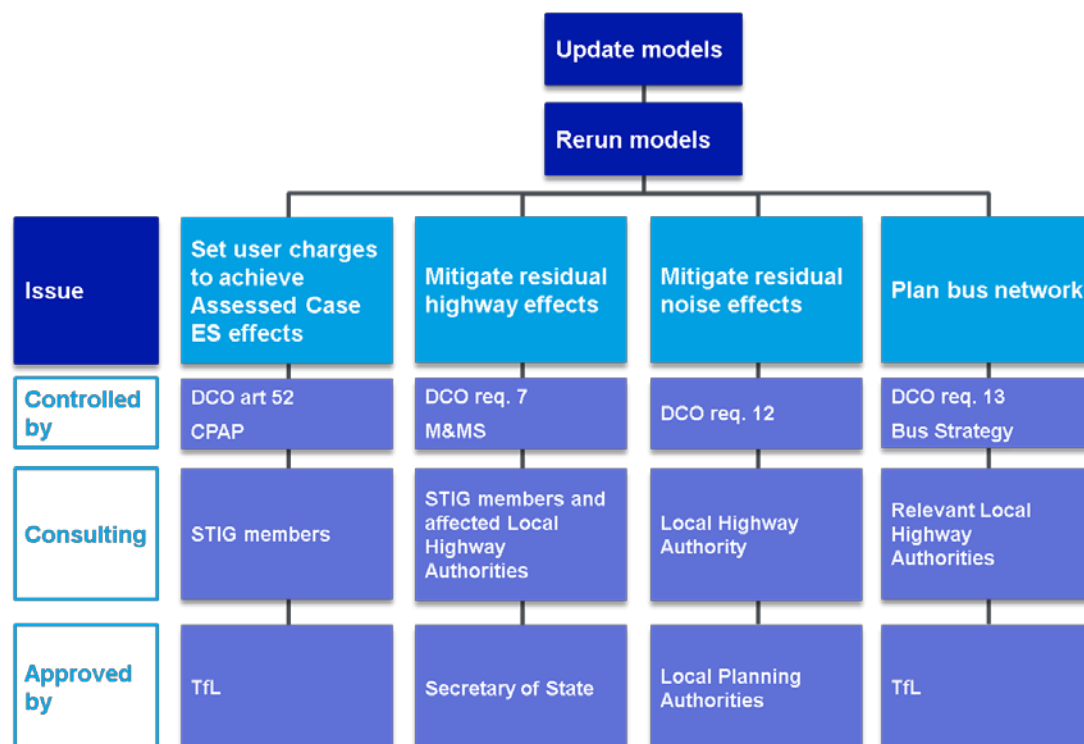 Update models
Rerun models
Issue
Set user charges
to achieve
Assessed Case
ES effects
Mitigate residual
highway effects
Mitigate residual
noise effects
Plan bus network
Controlled
by
DCO art 52
CPAP
DCO req. 7
M&MS
DCO req. 12
DCO req. 13
Bus Strategy
Consulting
STIG members
STIG members and
affected Local
Highway
Authorities
Local Highway
Authority
Relevant Local
Highway
Authorities
Approved
by
TfL
Secretary of State
Local Planning
Authorities
TfL